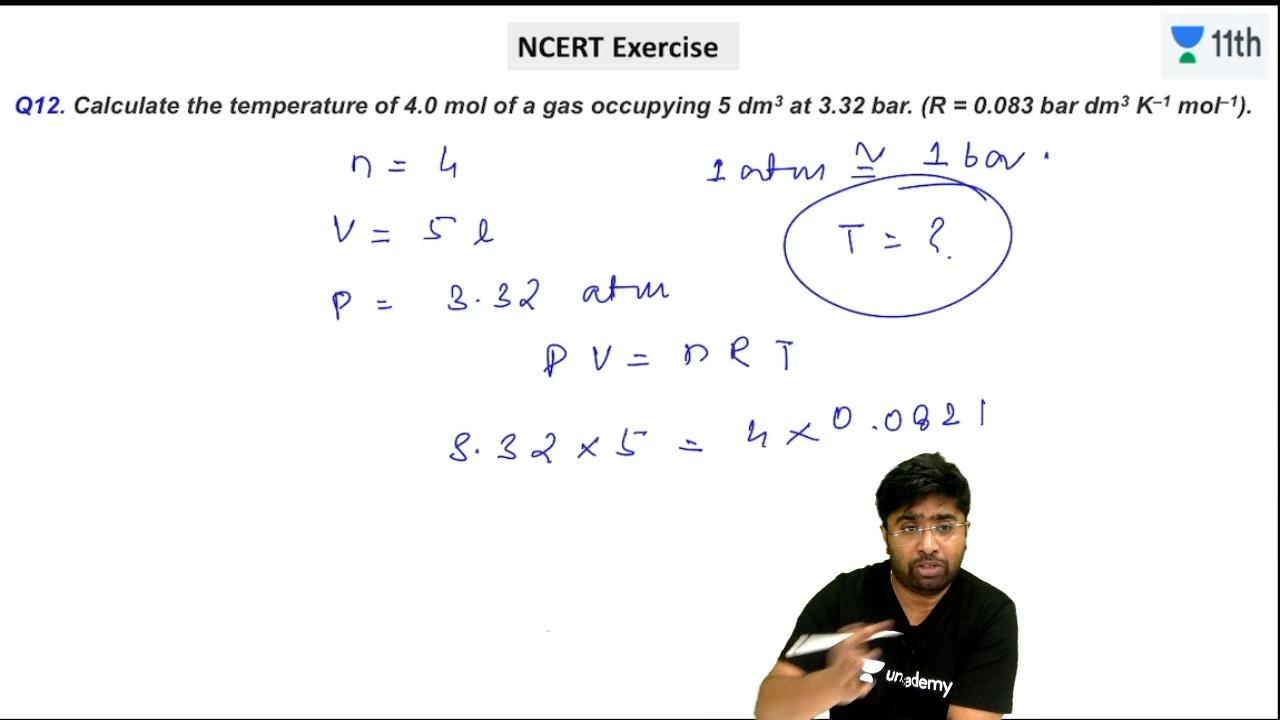 NCERT Exercise
11th
Q12. Calculate the temperature of 4.0 mol of a gas occupying 5 dm³ at 3.32 bar. (R = 0.083 bar dm³ K⁻¹ mol⁻¹).
n = 4
1 atm ≅ 1 bar.
V = 5 l
T = ?
P = 3.32 atm
P V = n R T
3.32 × 5 = 4 × 0.0821
unacademy